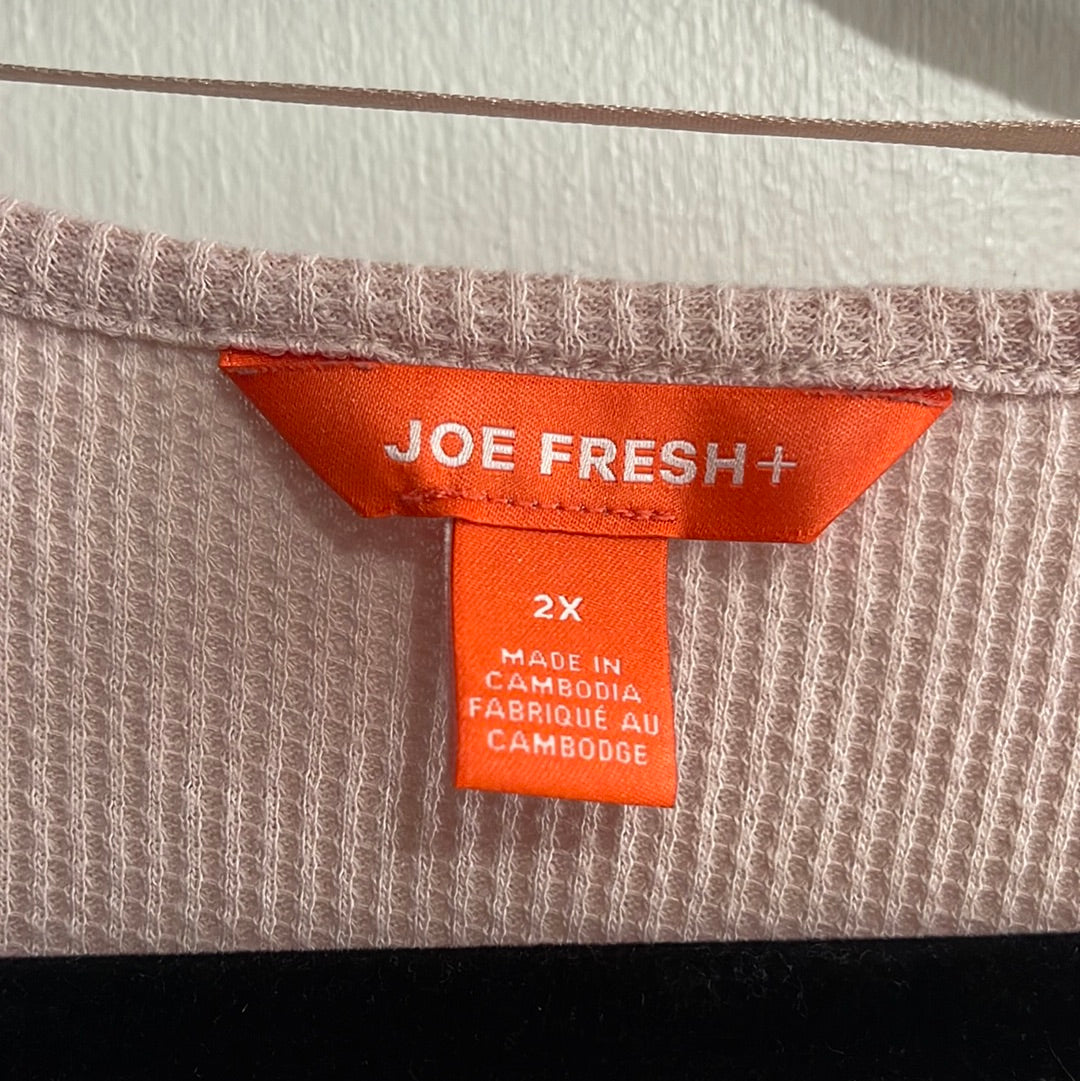 JOE FRESH+
2X
MADE IN
CAMBODIA
FABRIQUÉ AU
CAMBODGE